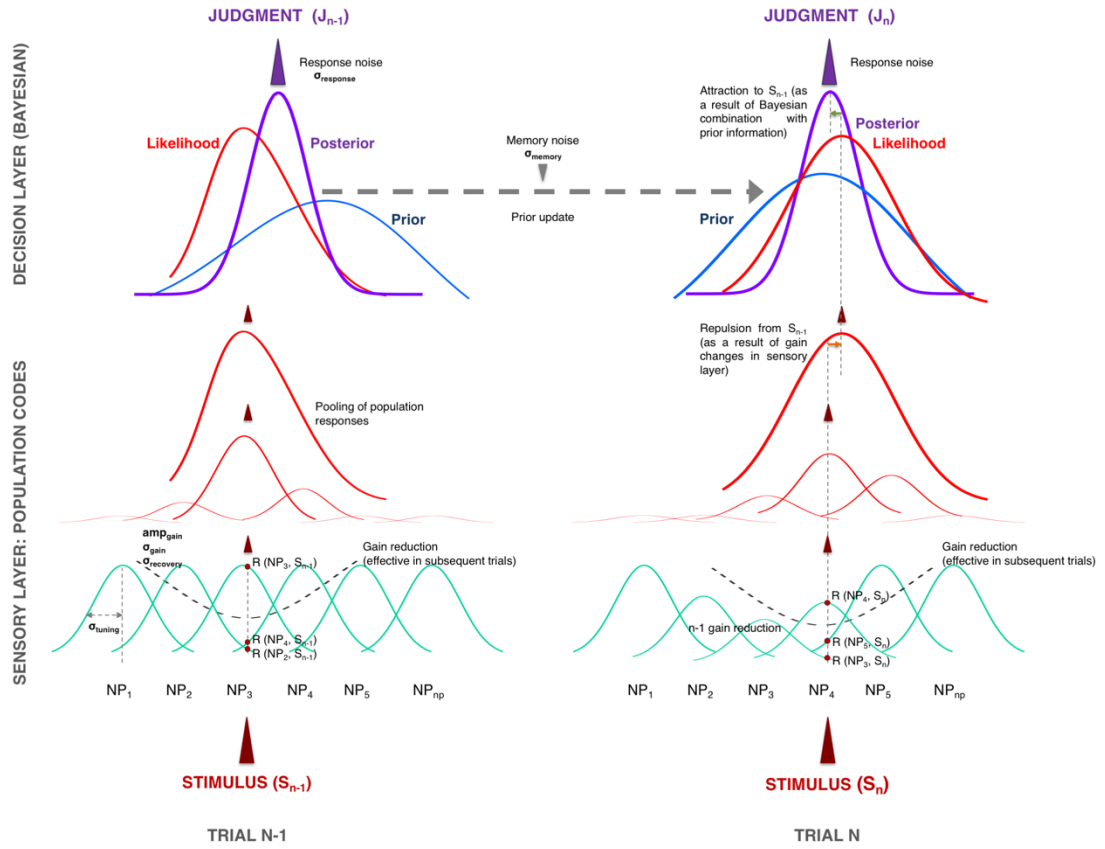 JUDGMENT (Jn-1)
JUDGMENT (Jn)
DECISION LAYER (BAYESIAN)
Response noise
σresponse
Response noise
Likelihood
Posterior
Prior
Memory noise
σmemory
Prior update
Attraction to Sn-1 (as
a result of Bayesian
combination with
prior information)
Posterior
Likelihood
Prior
SENSORY LAYER: POPULATION CODES
Pooling of population
responses
Repulsion from Sn-1
(as a result of gain
changes in sensory
layer)
ampgain
σgain
σrecovery
R (NP3, Sn-1)
Gain reduction
(effective in subsequent trials)
σtuning
R (NP4, Sn-1)
R (NP2, Sn-1)
Gain reduction
(effective in subsequent trials)
R (NP4, Sn)
n-1 gain reduction
R (NP5, Sn)
R (NP3, Sn)
NP1 NP2 NP3 NP4 NP5 NPnp
NP1 NP2 NP3 NP4 NP5 NPnp
STIMULUS (Sn-1)
STIMULUS (Sn)
TRIAL N-1
TRIAL N